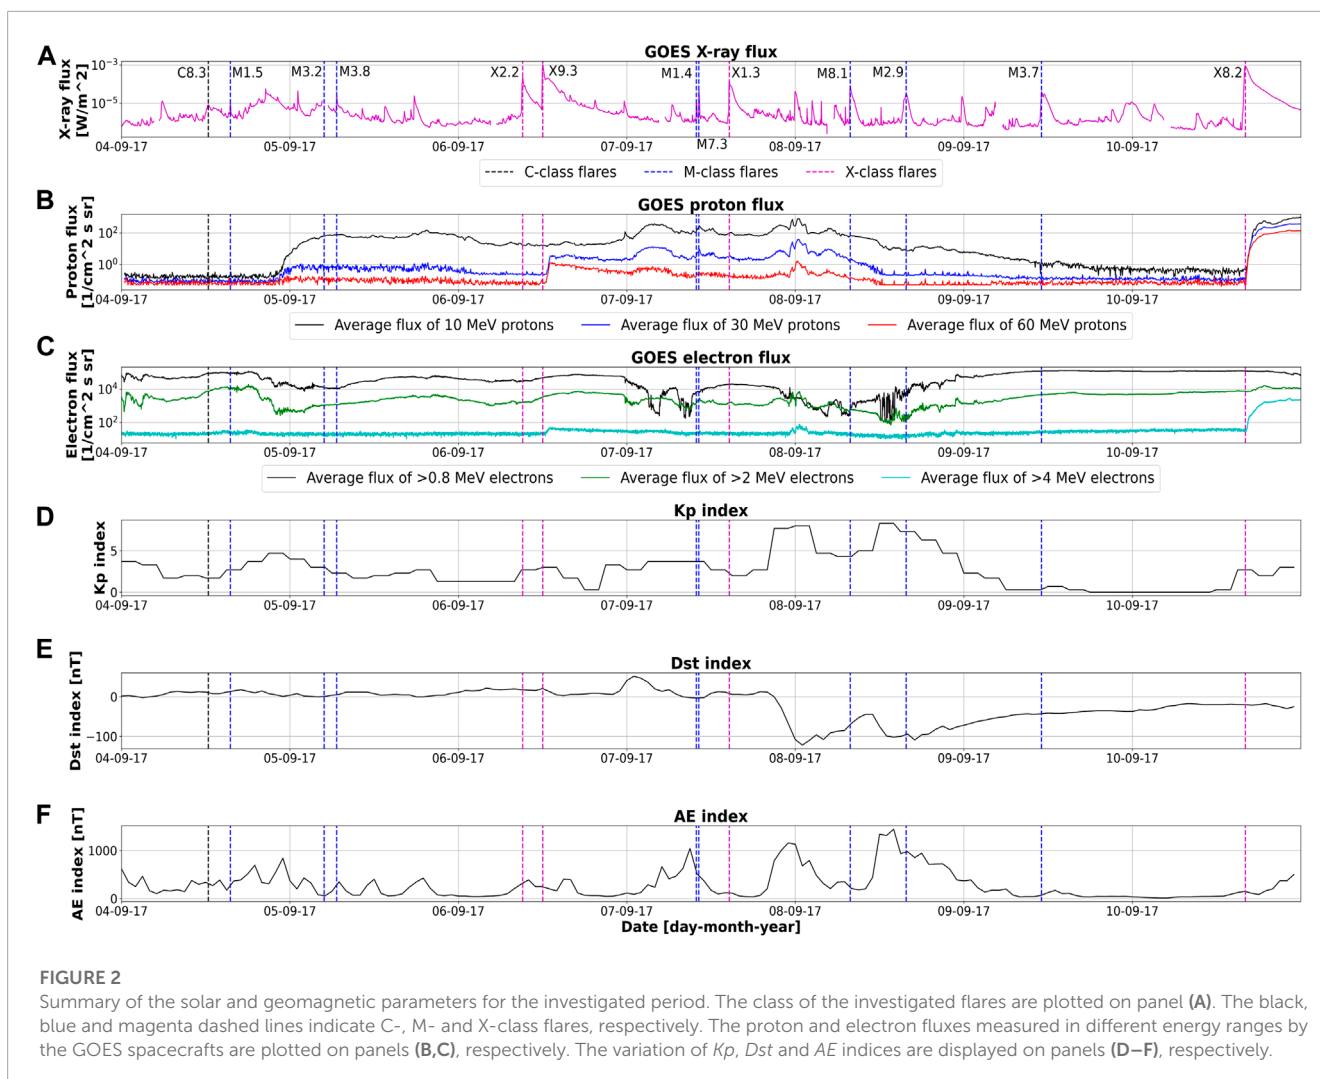 A
GOES X-ray flux
X-ray flux
[W/m^2]
10−3
10−5
C8.3
M1.5
M3.2
M3.8
X2.2
X9.3
M1.4
M7.3
X1.3
M8.1
M2.9
M3.7
X8.2
04-09-17 05-09-17 06-09-17 07-09-17 08-09-17 09-09-17 10-09-17
C-class flares M-class flares X-class flares
B
GOES proton flux
Proton flux
[1/cm^2 s sr]
102
100
04-09-17 05-09-17 06-09-17 07-09-17 08-09-17 09-09-17 10-09-17
Average flux of 10 MeV protons Average flux of 30 MeV protons Average flux of 60 MeV protons
C
GOES electron flux
Electron flux
[1/cm^2 s sr]
104
102
04-09-17 05-09-17 06-09-17 07-09-17 08-09-17 09-09-17 10-09-17
Average flux of >0.8 MeV electrons Average flux of >2 MeV electrons Average flux of >4 MeV electrons
D
Kp index
Kp index
5
0
04-09-17 05-09-17 06-09-17 07-09-17 08-09-17 09-09-17 10-09-17
E
Dst index
Dst index [nT]
0
−100
04-09-17 05-09-17 06-09-17 07-09-17 08-09-17 09-09-17 10-09-17
F
AE index
AE index [nT]
1000
0
04-09-17 05-09-17 06-09-17 07-09-17 08-09-17 09-09-17 10-09-17
Date [day-month-year]
FIGURE 2
Summary of the solar and geomagnetic parameters for the investigated period. The class of the investigated flares are plotted on panel (A). The black,
blue and magenta dashed lines indicate C-, M- and X-class flares, respectively. The proton and electron fluxes measured in different energy ranges by
the GOES spacecrafts are plotted on panels (B,C), respectively. The variation of Kp, Dst and AE indices are displayed on panels (D–F), respectively.